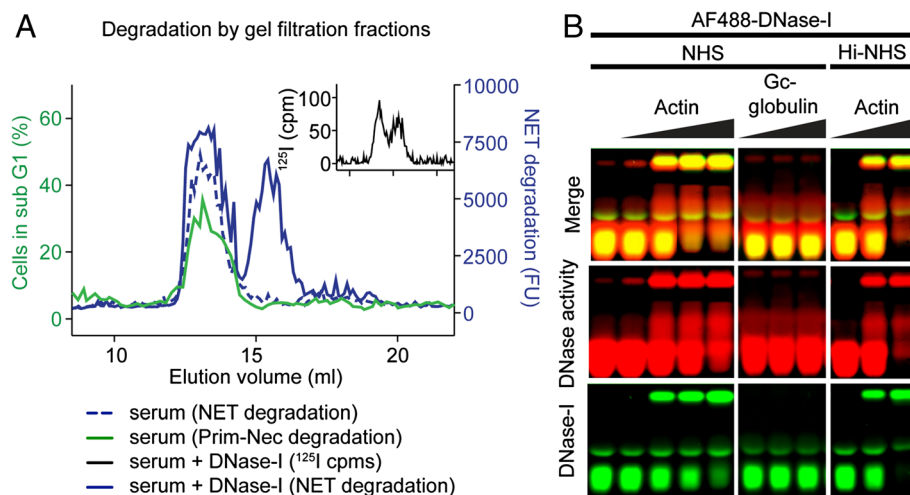 A
Degradation by gel filtration fractions
Cells in sub G1 (%)
60
40
20
0
10
15
20
Elution volume (ml)
10000
7500
5000
2500
0
NET degradation (FU)
125I (cpm)
100
50
0
serum (NET degradation)
serum (Prim-Nec degradation)
serum + DNase-I (125I cpms)
serum + DNase-I (NET degradation)
B
AF488-DNase-I
NHS
Hi-NHS
Actin
Gc-
globulin
Actin
Merge
DNase activity
DNase-I